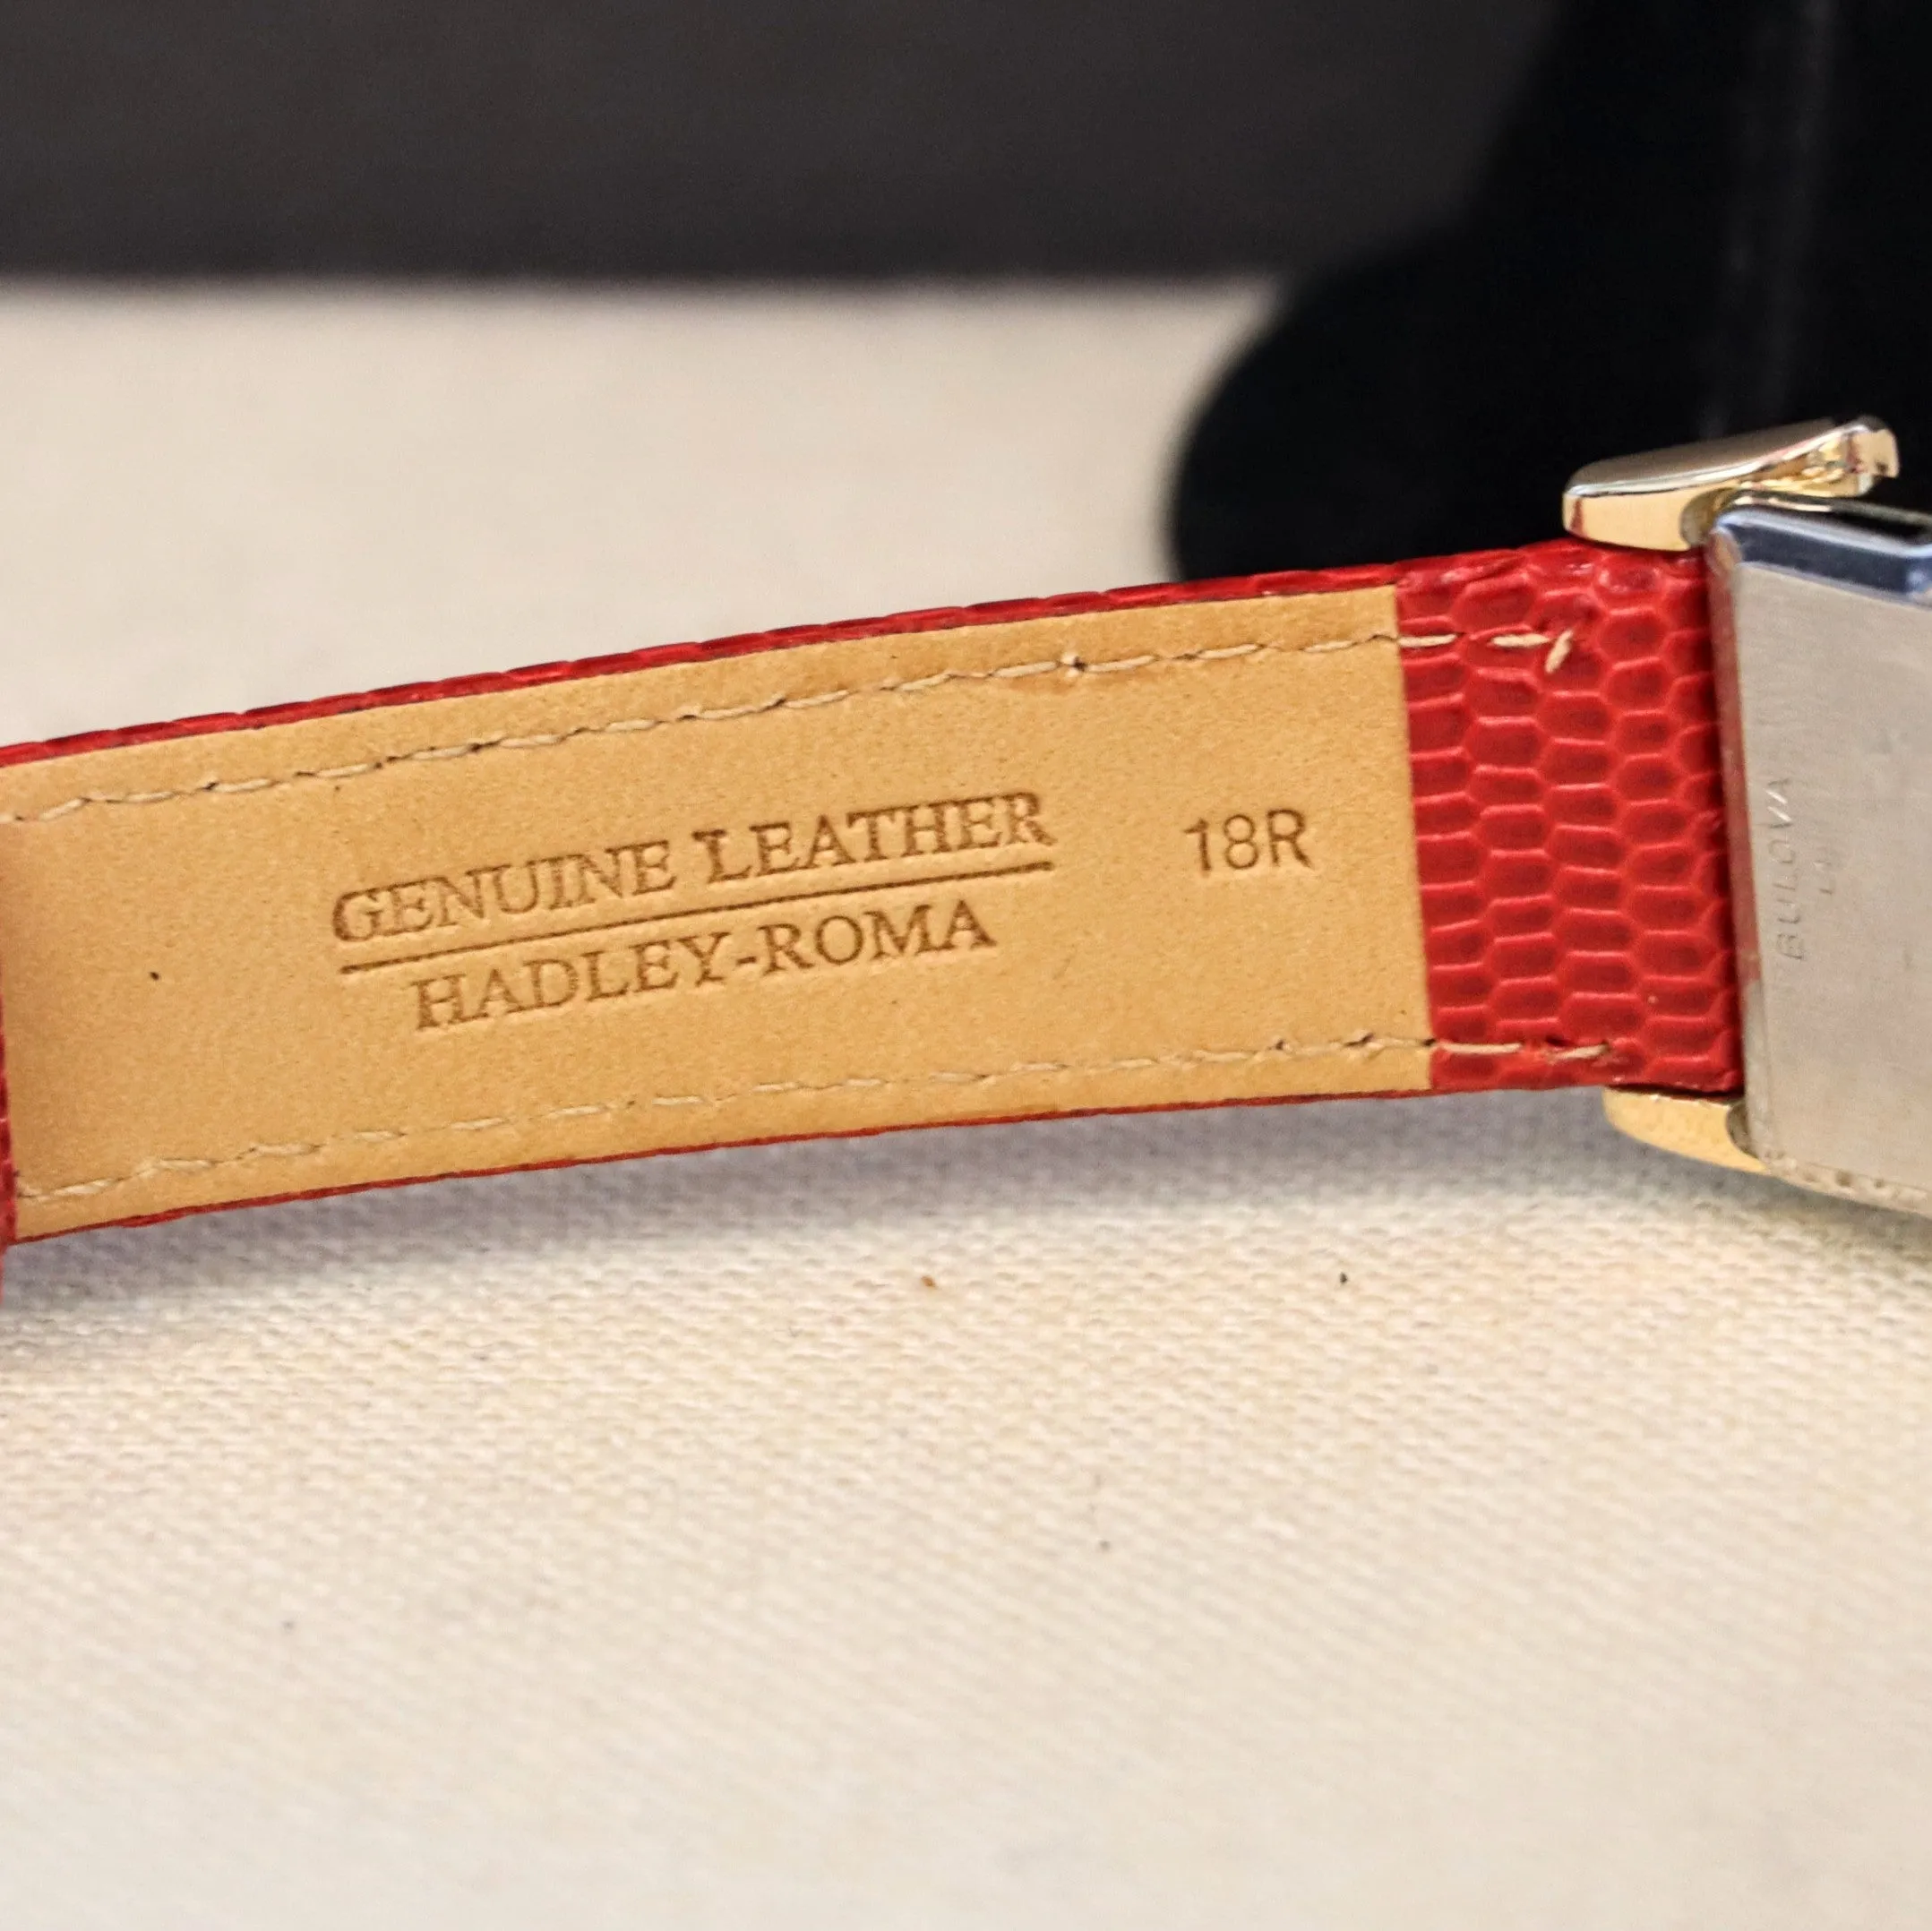 GENUINE LEATHER
HADLEY-ROMA
18R
BULOVA